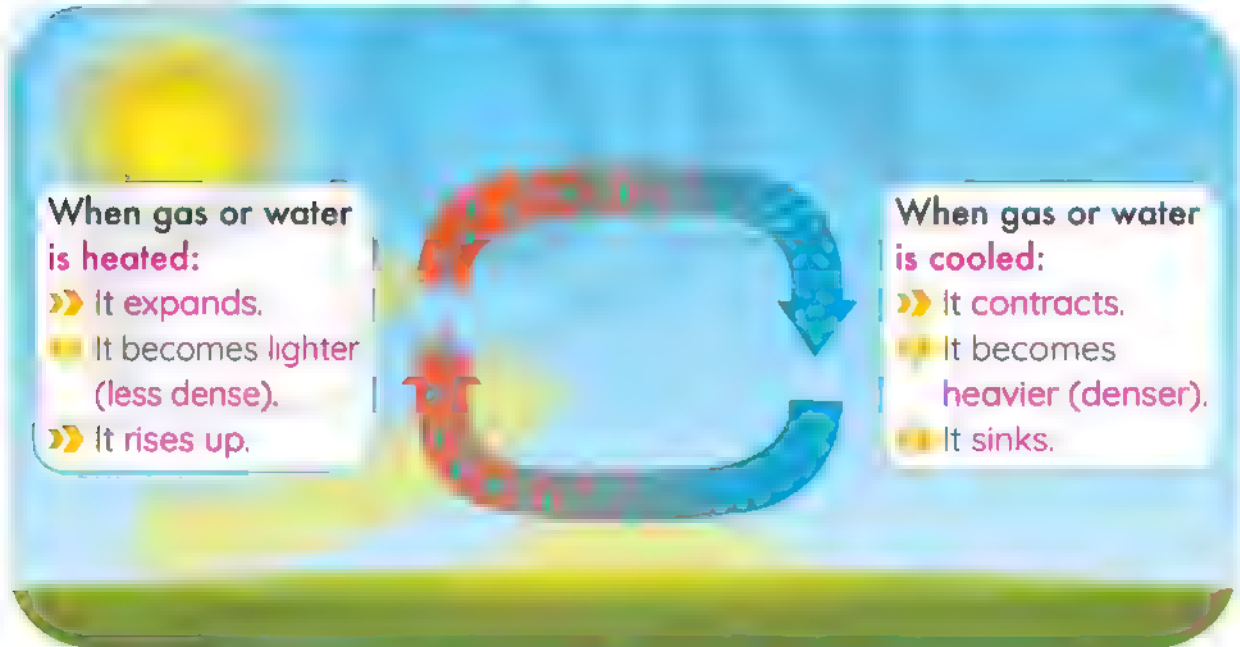 When gas or water
is heated:
It expands.
It becomes lighter
(less dense).
It rises up.
When gas or water
is cooled:
It contracts.
It becomes
heavier (denser).
It sinks.